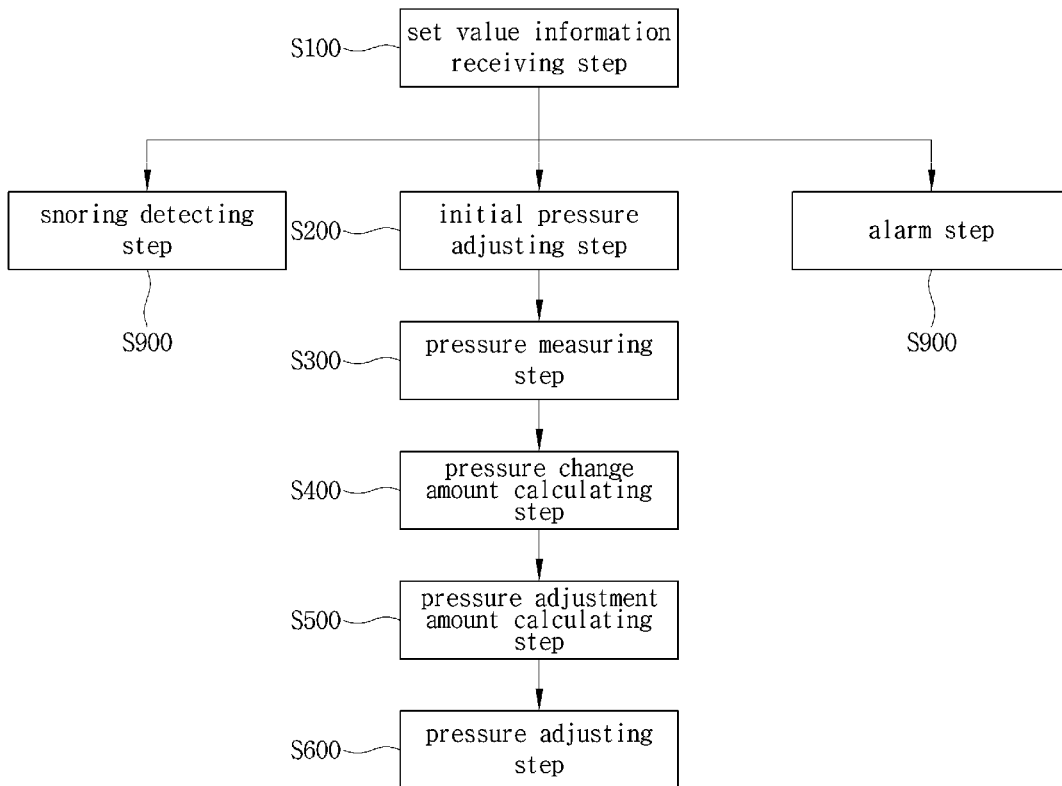 S100
set value information
receiving step
snoring detecting
step
S900
S200
initial pressure
adjusting step
alarm step
S900
S300
pressure measuring
step
S400
pressure change
amount calculating
step
S500
pressure adjustment
amount calculating
step
S600
pressure adjusting
step